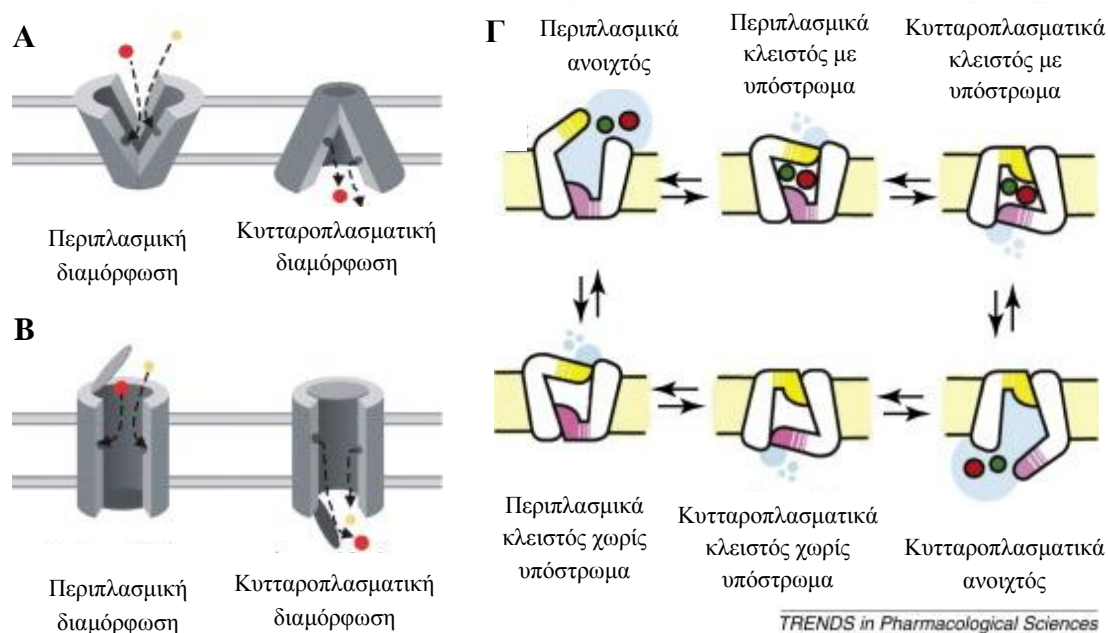 Α
Περιπλασμική
διαμόρφωση
Κυτταροπλασματική
διαμόρφωση
Β
Περιπλασμική
διαμόρφωση
Κυτταροπλασματική
διαμόρφωση
Γ
Περιπλασμικά
ανοιχτός
Περιπλασμικά
κλειστός με
υπόστρωμα
Κυτταροπλασματικά
κλειστός με
υπόστρωμα
Περιπλασμικά
κλειστός χωρίς
υπόστρωμα
Κυτταροπλασματικά
κλειστός χωρίς
υπόστρωμα
Κυτταροπλασματικά
ανοιχτός
TRENDS in Pharmacological Sciences